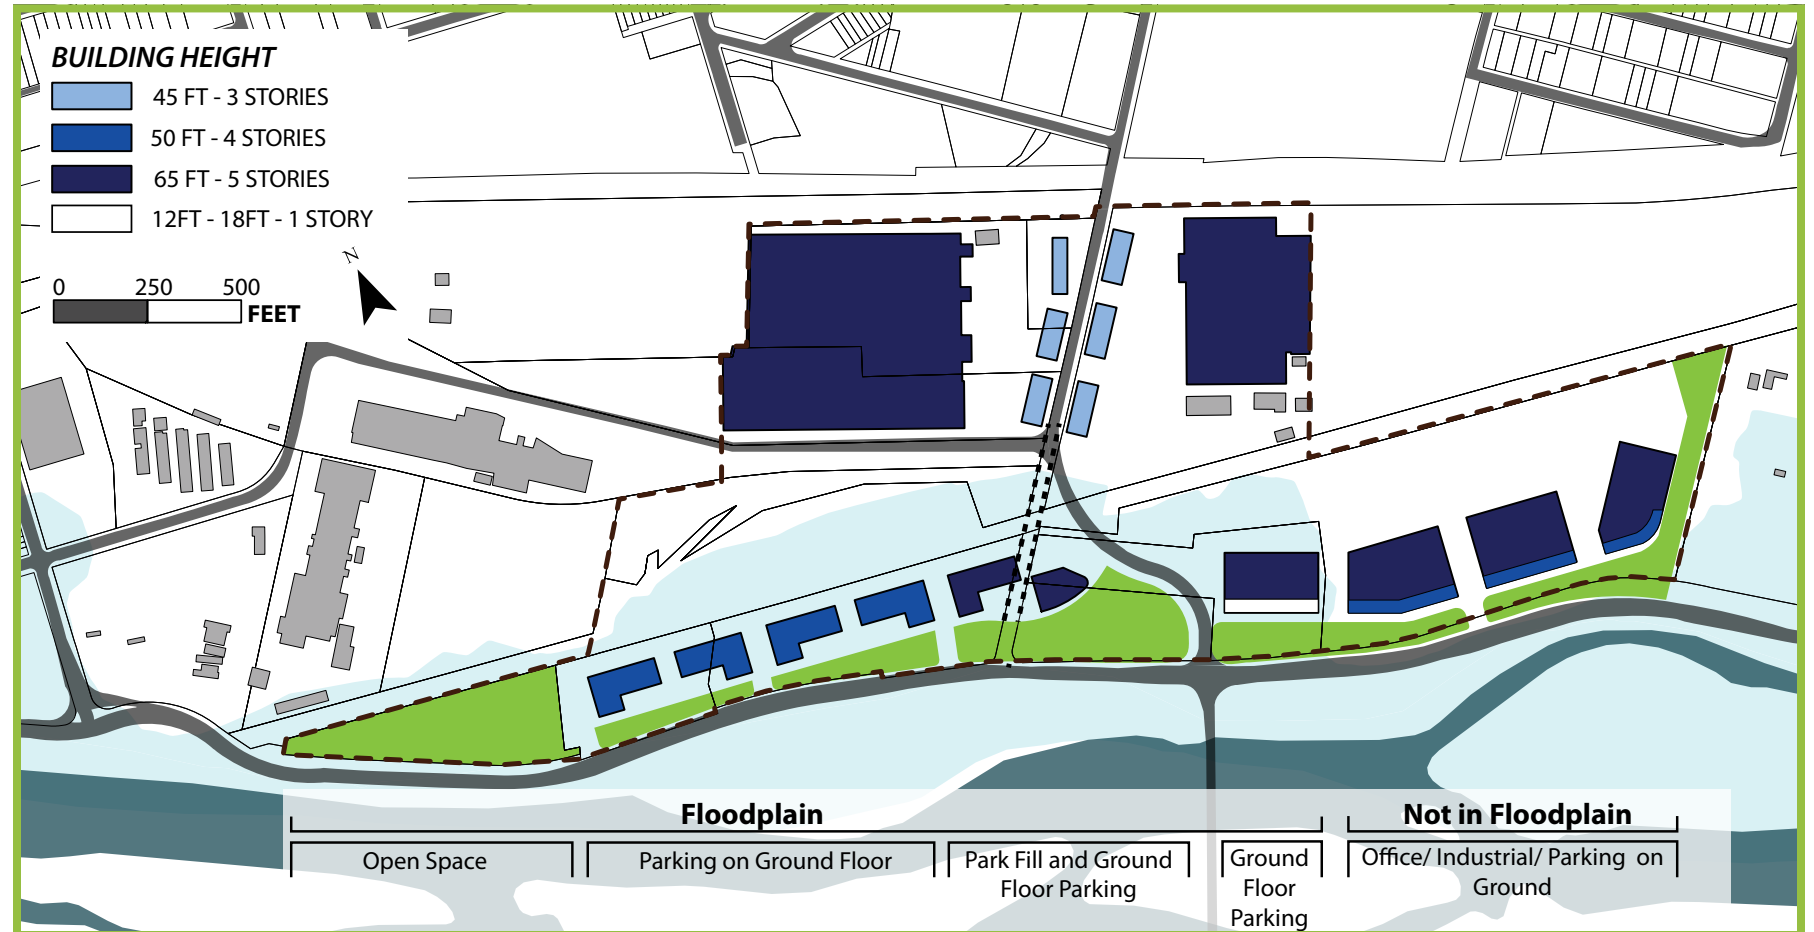 BUILDING HEIGHT
45 FT - 3 STORIES
50 FT - 4 STORIES
65 FT - 5 STORIES
12FT - 18FT - 1 STORY
N
0 250 500
FEET
Floodplain Not in Floodplain
Open Space
Parking on Ground Floor
Park Fill and Ground
Floor Parking
Ground
Floor
Parking
Office/ Industrial/ Parking on
Ground